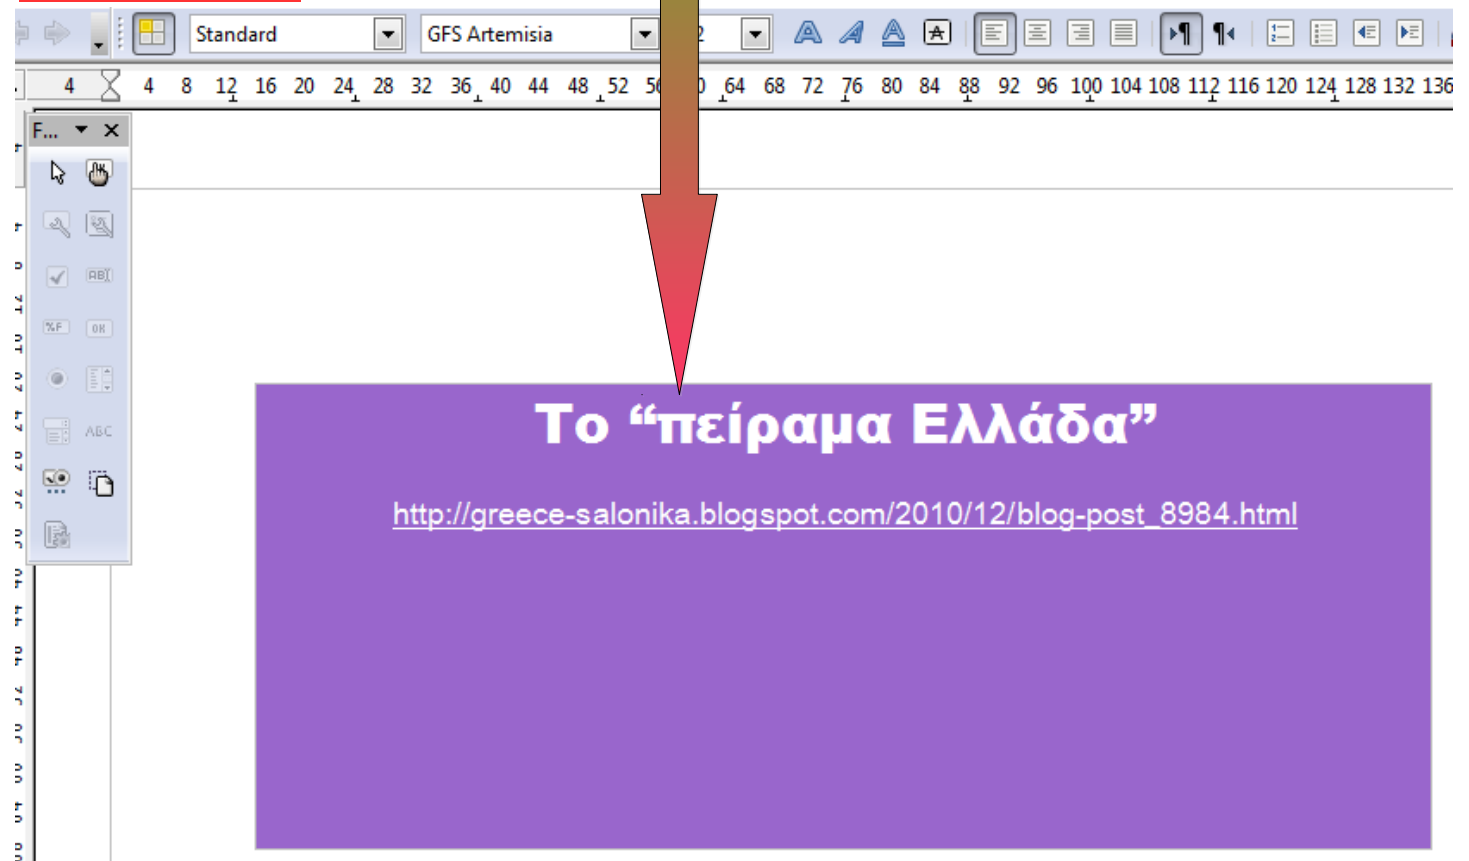 Standard GFS Artemisia
4 4 8 12 16 20 24 28 32 36 40 44 48 52 64 68 72 76 80 84 88 92 96 100 104 108 112 116 120 124 128 132 136
F...
ABI
%F OK
ABC
Το “πείραμα Ελλάδα”
http://greece-salonika.blogspot.com/2010/12/blog-post_8984.html